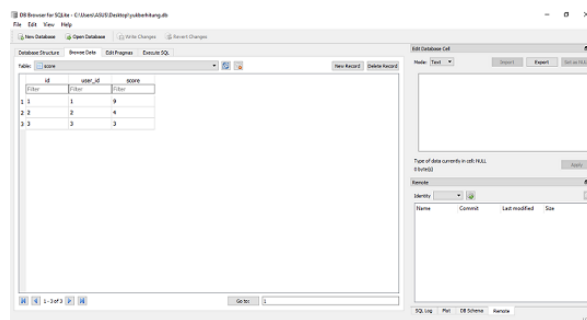 DB Browser for SQLite - C:\Users\ASUS\Desktop\yukberhitung.db
File Edit View Help
New Database Open Database Write Changes Revert Changes
Database Structure Browse Data Edit Pragmas Execute SQL
Table: score New Record Delete Record
id user_id score
Filter Filter Filter
1 1 1 9
2 2 2 4
3 3 3 3
1 - 3 of 3 Go to: 1
Edit Database Cell
Mode: Text Import Export Set as NULL
Type of data currently in cell: NULL
0 byte(s)
Apply
Remote
Identity
Name Commit Last modified Size
SQL Log Plot DB Schema Remote